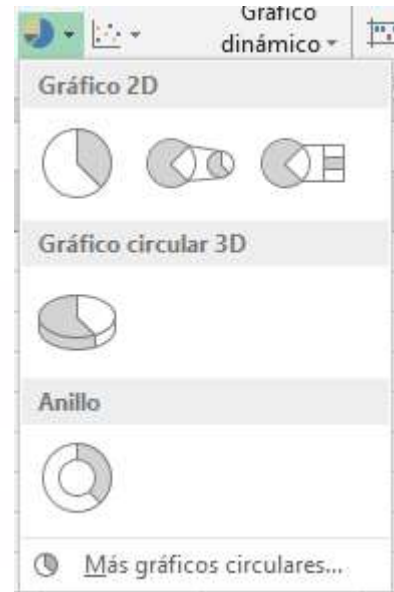 Gráfico
dinámico
Gráfico 2D
Gráfico circular 3D
Anillo
Más gráficos circulares...